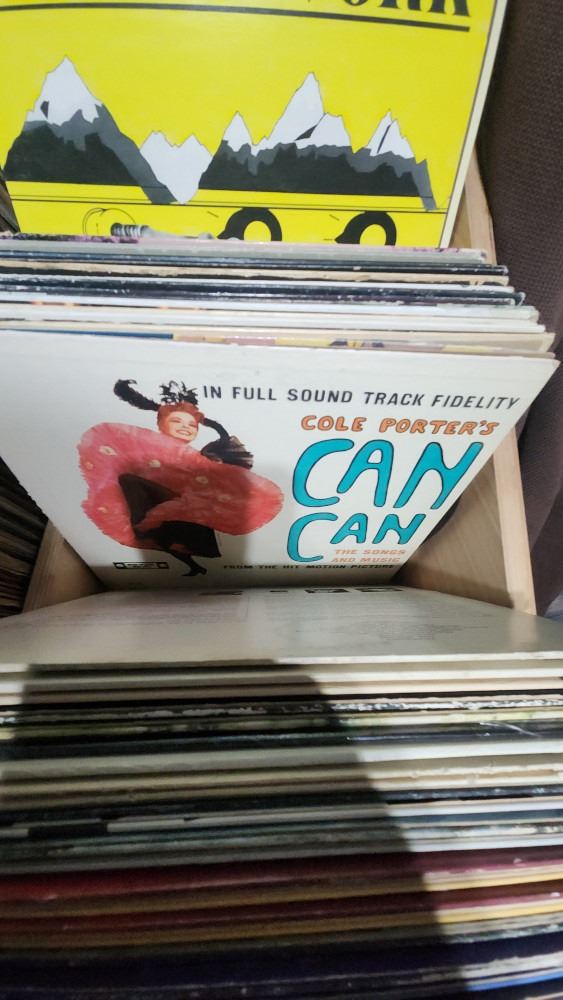 IN FULL SOUND TRACK FIDELITY
COLE PORTER'S
CAN
CAN
THE SONGS
AND MUSIC
FROM THE HIT MOTION PICTURE